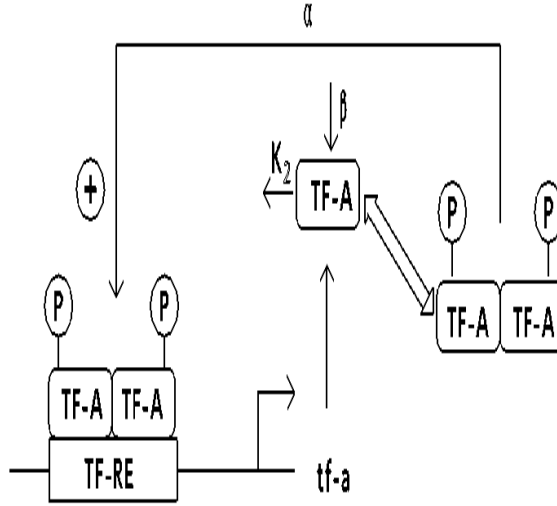 α
β
K2
+
TF-A
P P
TF-A TF-A
P P
TF-A TF-A
TF-RE
tf-a